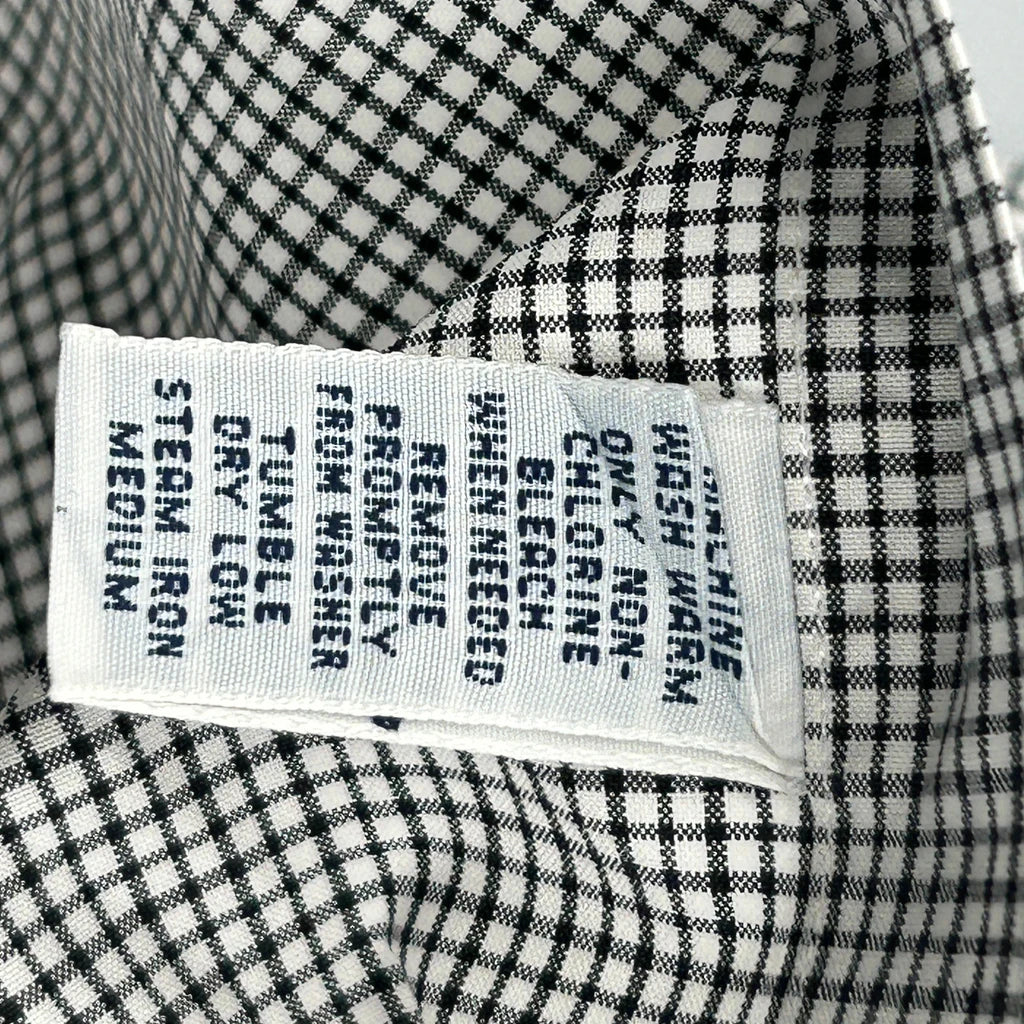 WASH WARM
ONLY NON-
CHLORINE
BLEACH
WHEN NEEDED
REMOVE
PROMPTLY
FROM WASHER
TUMBLE
DRY LOW
STEAM IRON
MEDIUM